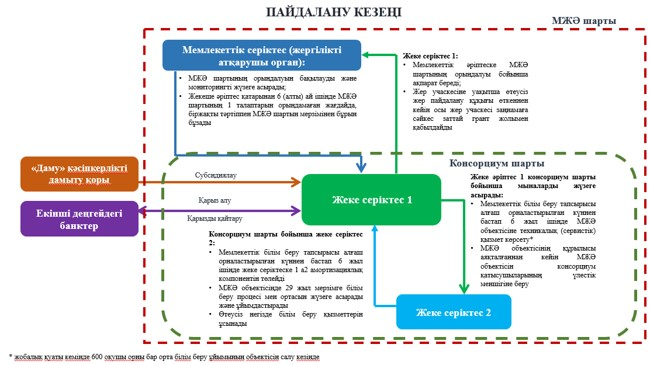 ПАЙДАЛАНУ КЕЗЕҢІ
МЖӘ шарты
Мемлекеттік серіктес (жергілікті
атқарушы орган):
• МЖӘ шартының орындалуын бақылауды және
мониторингті жүзеге асырады;
• Жекеше әріптес қатарынан 6 (алты) ай ішінде МЖӘ
шартының 1 талаптарын орындамаған жағдайда,
біржақты тәртіппен МЖӘ шартын мерзімінен бұрын
бұзады
Жеке серіктес 1:
• Мемлекеттік әріптеске МЖӘ
шартының орындалуы бойынша
ақпарат береді;
• Жер учаскесіне уақытша өтеусіз
жер пайдалану құқығы өткеннен
кейін осы жер учаскесі заңнамаға
сәйкес заттай грант жолымен
қабылдайды
Консорциум шарты
«Даму» кәсіпкерлікті
дамыту қоры
Субсидиялау
Екінші деңгейдегі
банктер
Қарыз алу
Қарызды қайтару
Жеке серіктес 1
Жеке әріптес 1 консорциум шарты
бойынша мыналарды жүзеге
асырады:
• Мемлекеттік білім беру тапсырысы
алғаш орналастырылған күннен
бастап 6 жыл ішінде МЖӘ
объектісіне техникалық (сервистік)
қызмет көрсету*
• МЖӘ объектінің құрылысы
аяқталғаннан кейін МЖӘ
объектісін консорциум
қатысушыларының үлестік
меншігіне беру
Консорциум шарты бойынша жеке серіктес
2:
• Мемлекеттік білім беру тапсырысы алғаш
орналастырылған күннен бастап 6 жыл
ішінде жеке серіктеске 1 а2 амортизациялық
компонентін төлейді
• МЖӘ объектісінде 29 жыл мерзімге білім
беру процесі мен ортасын жүзеге асырады
және ұйымдастырады
• Өтеусіз негізде білім беру қызметтерін
ұсынады
Жеке серіктес 2
* жобалық қуаты кемінде 600 оқушы орны бар орта білім беру ұйымының объектісін салу кезінде